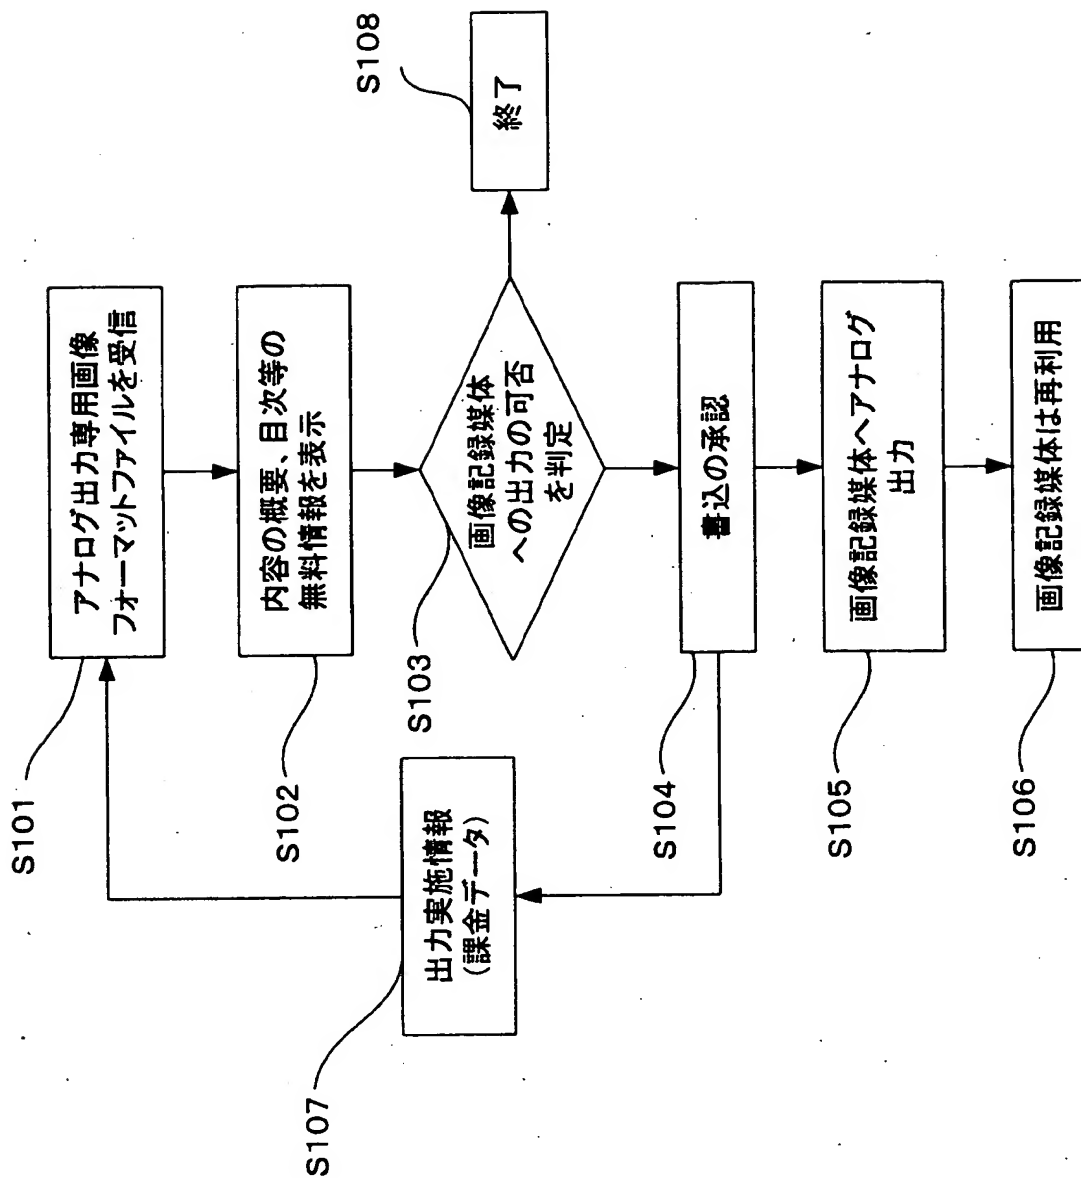 S101
アナログ出力専用画像
フォーマットファイルを受信
S102
内容の概要、目次等の
無料情報を表示
S103
画像記録媒体
への出力の可否
を判定
S108
終了
S104
書込の承認
S107
出力実施情報
(課金データ)
S105
画像記録媒体へアナログ
出力
S106
画像記録媒体は再利用